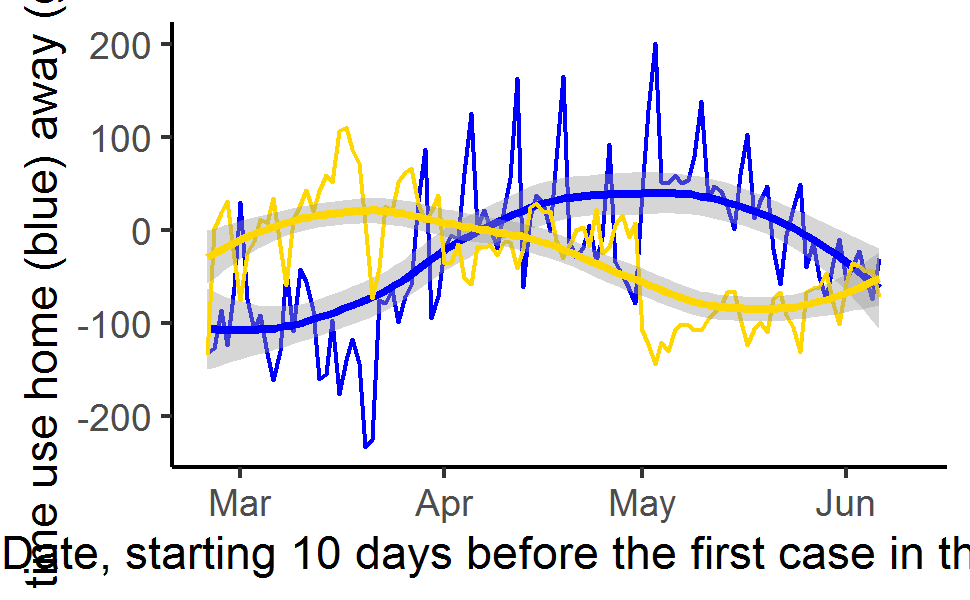 time use home (blue) away (
200
100
0
-100
-200
Mar Apr May Jun
Date, starting 10 days before the first case in th